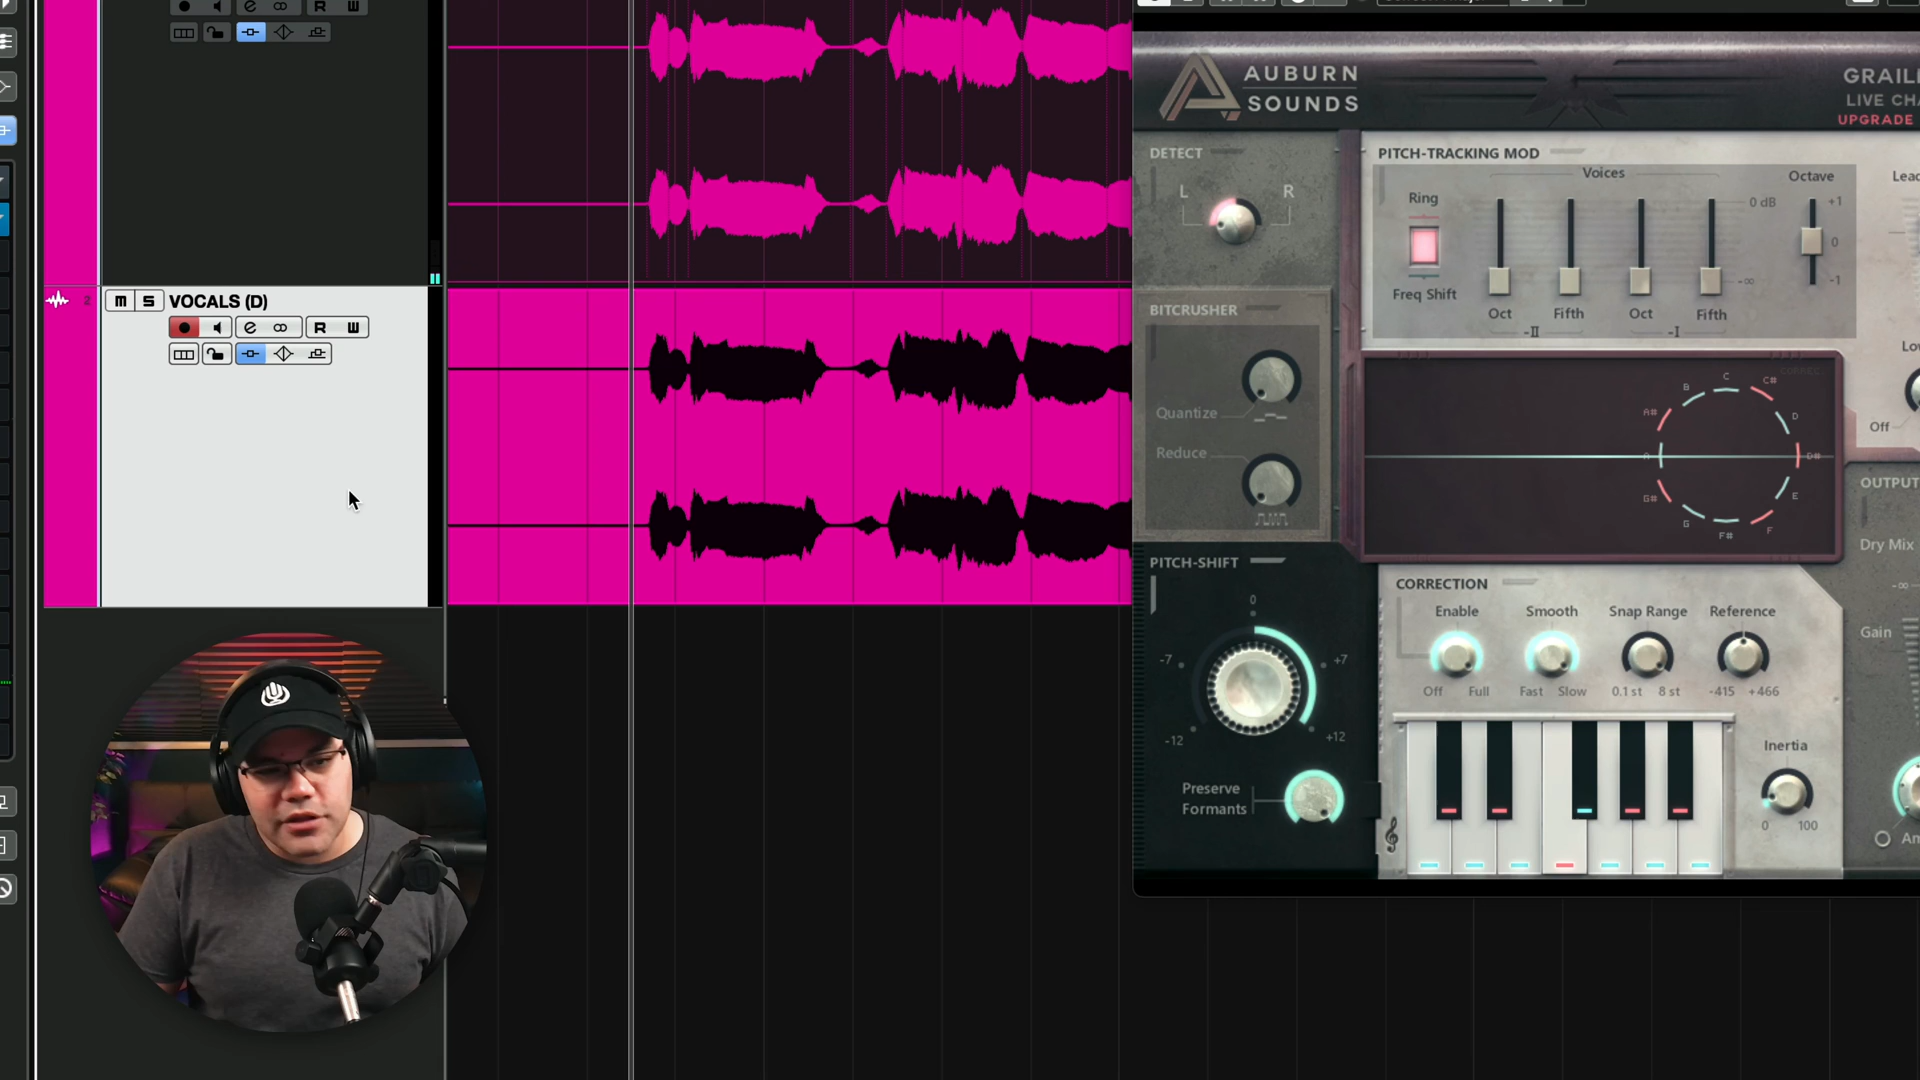 R W
2 m S VOCALS (D)
e R W
AUBURN
SOUNDS
LIVE
UPGRADE
DETECT
L R
PITCH-TRACKING MOD
Voices
Ring
Freq Shift
0 dB
-∞
Oct Fifth Oct Fifth
-II -I
Octave
+1
0
-1
BITCRUSHER
Quantize
Reduce
C
C#
D
D#
E
F
F#
G
G#
A
A#
B
Off
OUTPUT
Dry Mix
-∞
Gain
PITCH-SHIFT
0
-7 +7
-12 +12
Preserve
Formants
CORRECTION
Enable Smooth Snap Range Reference
Off Full Fast Slow 0.1 st 8 st -415 +466
Inertia
0 100